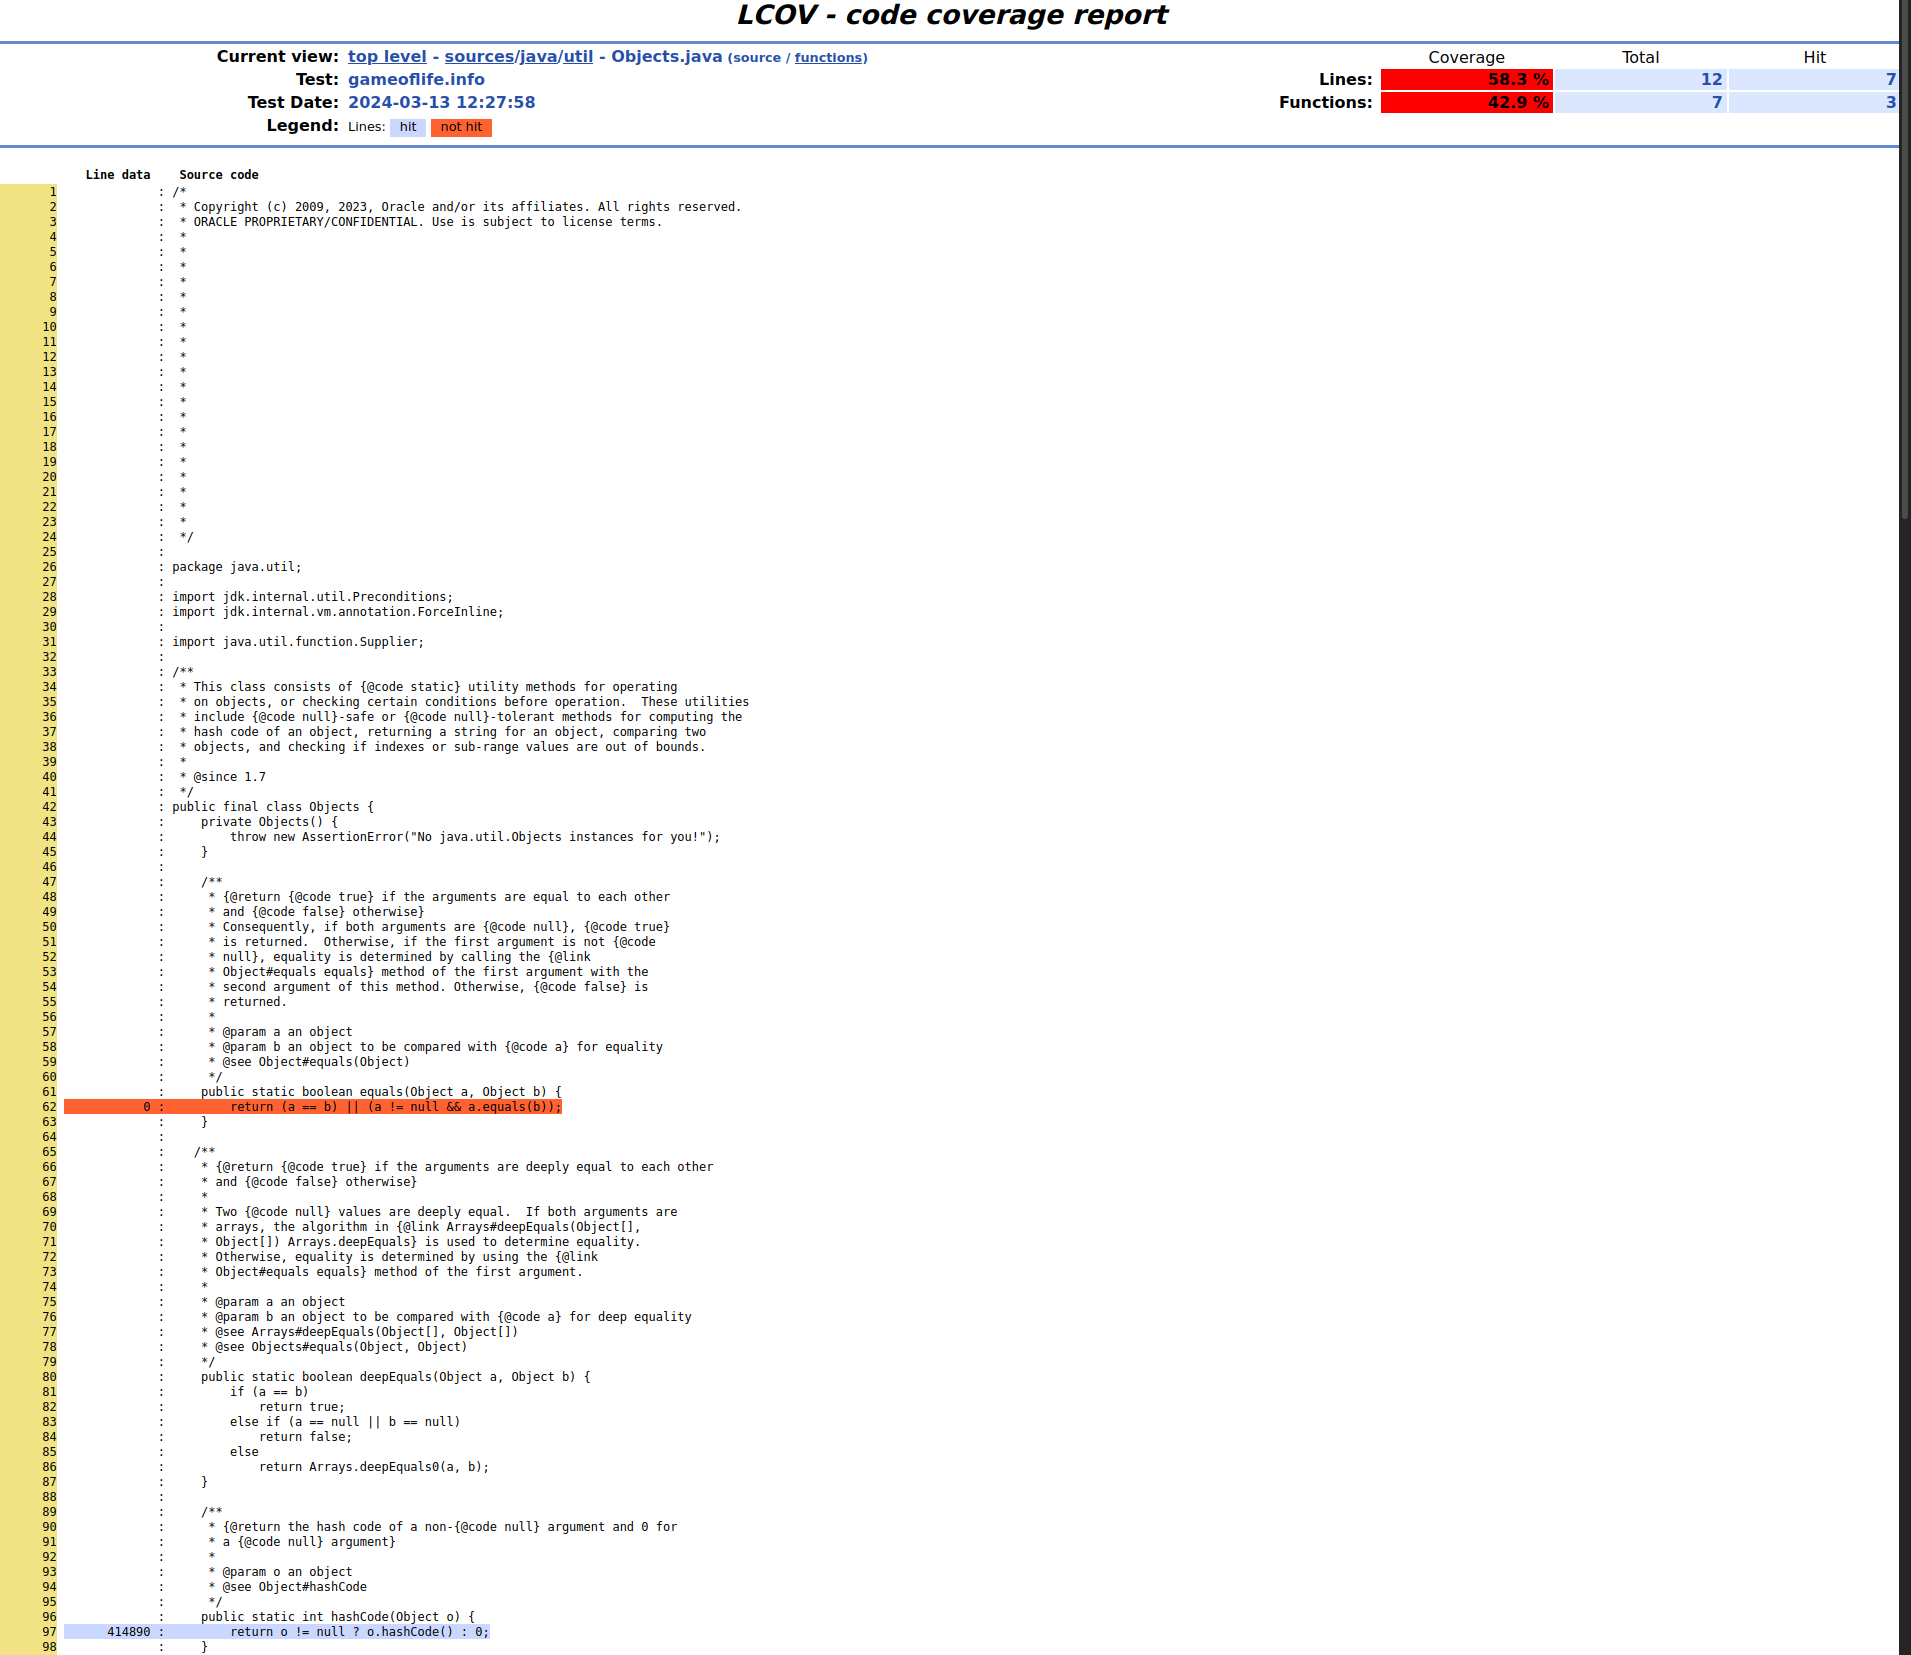 LCOV - code coverage report
Current view: top level - sources/java/util - Objects.java (source / functions) Coverage Total Hit
Test: gameoflife.info Lines: 58.3 % 12 7
Test Date: 2024-03-13 12:27:58 Functions: 42.9 % 7 3
Legend: Lines: hit not hit
Line data Source code
1 : /*
2 : * Copyright (c) 2009, 2023, Oracle and/or its affiliates. All rights reserved.
3 : * ORACLE PROPRIETARY/CONFIDENTIAL. Use is subject to license terms.
4 : *
5 : *
6 : *
7 : *
8 : *
9 : *
10 : *
11 : *
12 : *
13 : *
14 : *
15 : *
16 : *
17 : *
18 : *
19 : *
20 : *
21 : *
22 : *
23 : *
24 : */
25 :
26 : package java.util;
27 :
28 : import jdk.internal.util.Preconditions;
29 : import jdk.internal.vm.annotation.ForceInline;
30 :
31 : import java.util.function.Supplier;
32 :
33 : /**
34 : * This class consists of {@code static} utility methods for operating
35 : * on objects, or checking certain conditions before operation.  These utilities
36 : * include {@code null}-safe or {@code null}-tolerant methods for computing the
37 : * hash code of an object, returning a string for an object, comparing two
38 : * objects, and checking if indexes or sub-range values are out of bounds.
39 : *
40 : * @since 1.7
41 : */
42 : public final class Objects {
43 :     private Objects() {
44 :         throw new AssertionError("No java.util.Objects instances for you!");
45 :     }
46 :
47 :     /**
48 :      * {@return {@code true} if the arguments are equal to each other
49 :      * and {@code false} otherwise}
50 :      * Consequently, if both arguments are {@code null}, {@code true}
51 :      * is returned.  Otherwise, if the first argument is not {@code
52 :      * null}, equality is determined by calling the {@link
53 :      * Object#equals equals} method of the first argument with the
54 :      * second argument of this method. Otherwise, {@code false} is
55 :      * returned.
56 :      *
57 :      * @param a an object
58 :      * @param b an object to be compared with {@code a} for equality
59 :      * @see Object#equals(Object)
60 :      */
61 :     public static boolean equals(Object a, Object b) {
62 0 :         return (a == b) || (a != null && a.equals(b));
63 :     }
64 :
65 :    /**
66 :     * {@return {@code true} if the arguments are deeply equal to each other
67 :     * and {@code false} otherwise}
68 :     *
69 :     * Two {@code null} values are deeply equal.  If both arguments are
70 :     * arrays, the algorithm in {@link Arrays#deepEquals(Object[],
71 :     * Object[]) Arrays.deepEquals} is used to determine equality.
72 :     * Otherwise, equality is determined by using the {@link
73 :     * Object#equals equals} method of the first argument.
74 :     *
75 :     * @param a an object
76 :     * @param b an object to be compared with {@code a} for deep equality
77 :     * @see Arrays#deepEquals(Object[], Object[])
78 :     * @see Objects#equals(Object, Object)
79 :     */
80 :     public static boolean deepEquals(Object a, Object b) {
81 :         if (a == b)
82 :             return true;
83 :         else if (a == null || b == null)
84 :             return false;
85 :         else
86 :             return Arrays.deepEquals0(a, b);
87 :     }
88 :
89 :     /**
90 :      * {@return the hash code of a non-{@code null} argument and 0 for
91 :      * a {@code null} argument}
92 :      *
93 :      * @param o an object
94 :      * @see Object#hashCode
95 :      */
96 :     public static int hashCode(Object o) {
97 414890 :         return o != null ? o.hashCode() : 0;
98 :     }